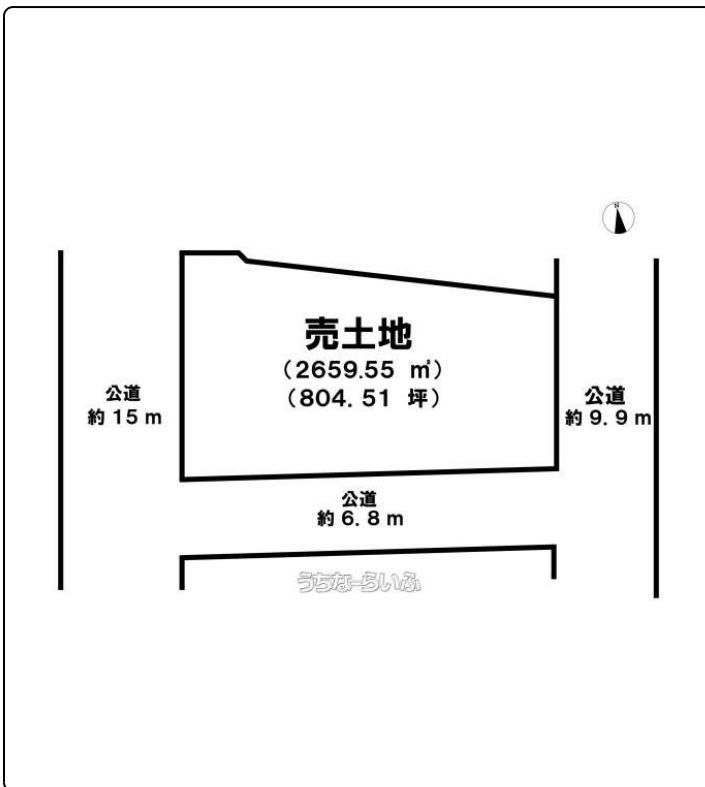 N
売土地
(2659.55 ㎡)
(804.51 坪)
公道
約 15 m
公道
約 9.9 m
公道
約 6.8 m
うちなーらいふ